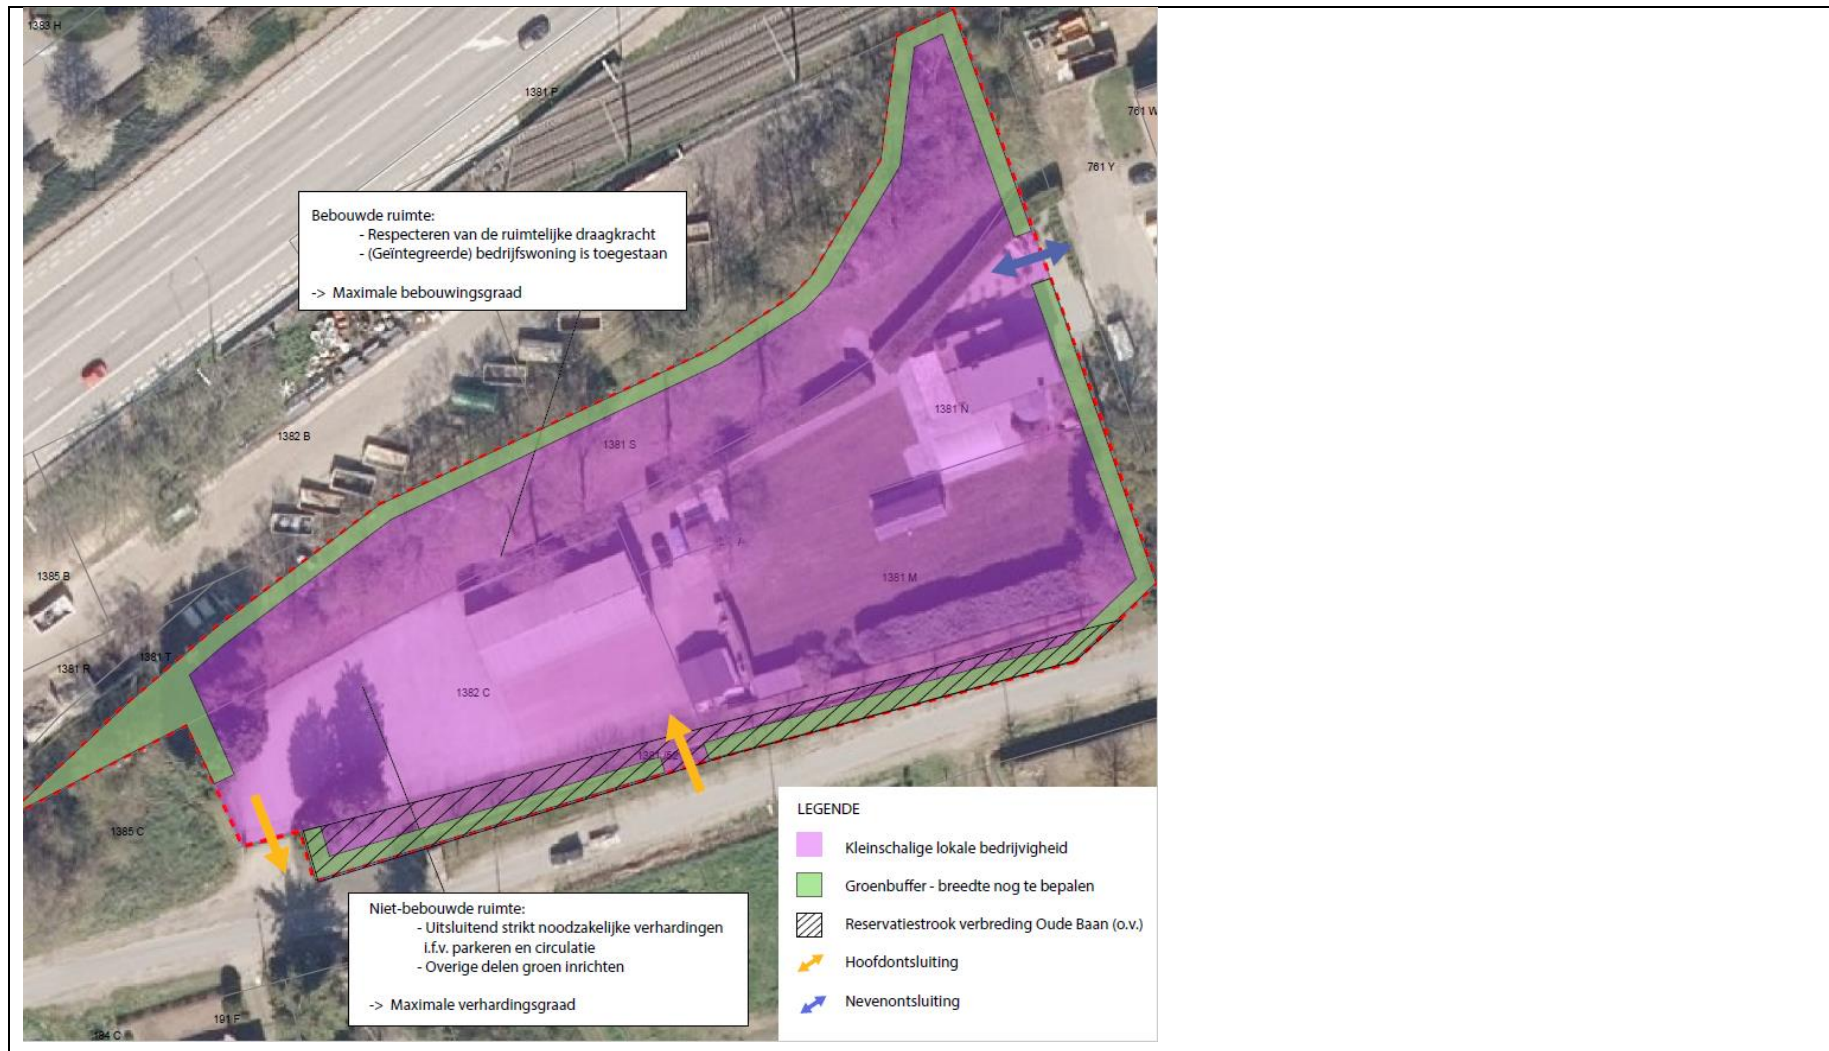 1383 H
1381 P
761 W
761 Y
Bebouwde ruimte:
- Respecteren van de ruimtelijke draagkracht
- (Geïntegreerde) bedrijfswoning is toegestaan
-> Maximale bebouwingsgraad
1381 N
1382 B
1381 S
1385 B
1381 M
1381 T
1381 R
1382 C
1385 C
LEGENDE
Kleinschalige lokale bedrijvigheid
Groenbuffer - breedte nog te bepalen
Reservatiestrook verbreding Oude Baan (o.v.)
Hoofdontsluiting
Nevenontsluiting
Niet-bebouwde ruimte:
- Uitsluitend strikt noodzakelijke verhardingen
i.f.v. parkeren en circulatie
- Overige delen groen inrichten
-> Maximale verhardingsgraad
191 F
194 C